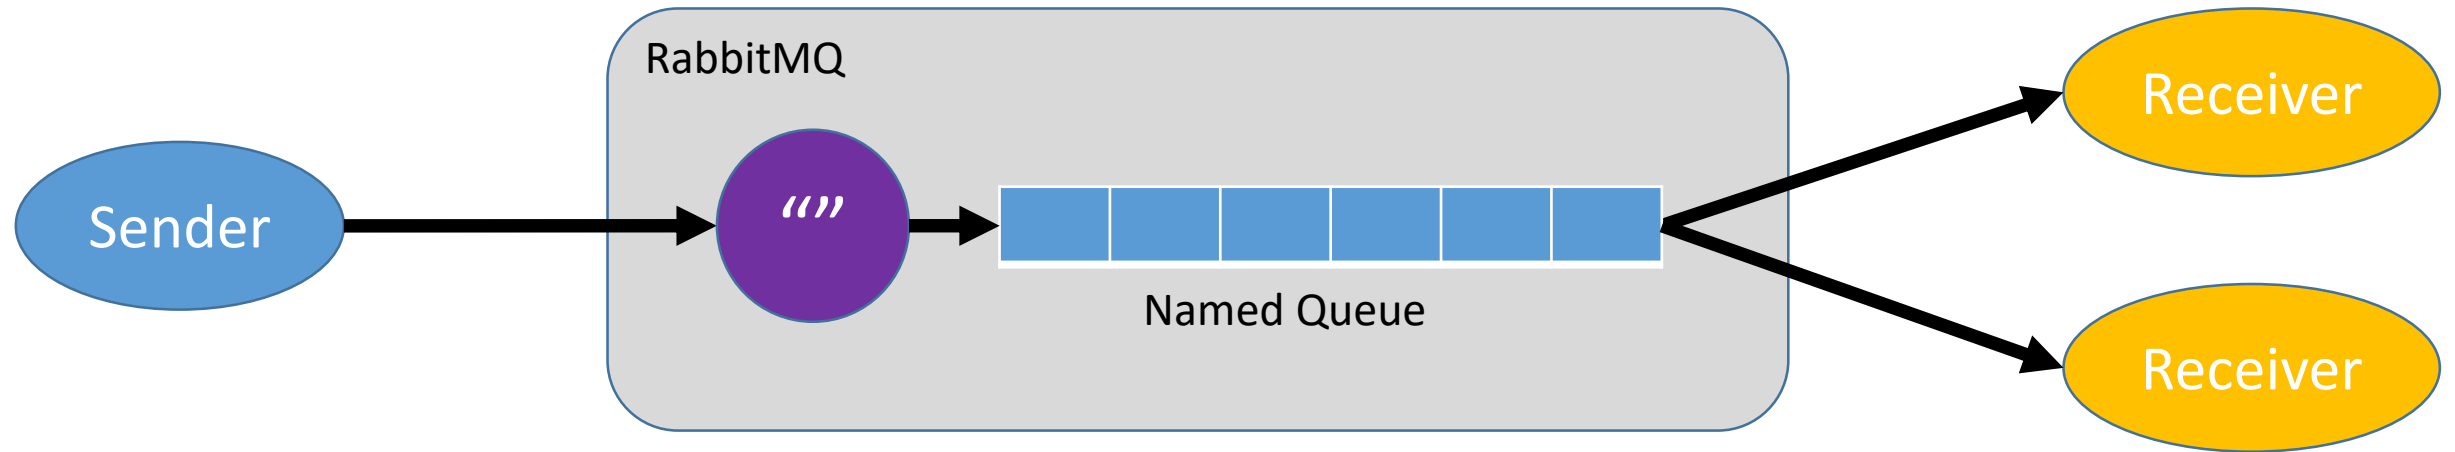 RabbitMQ
Sender
“”
Named Queue
Receiver
Receiver